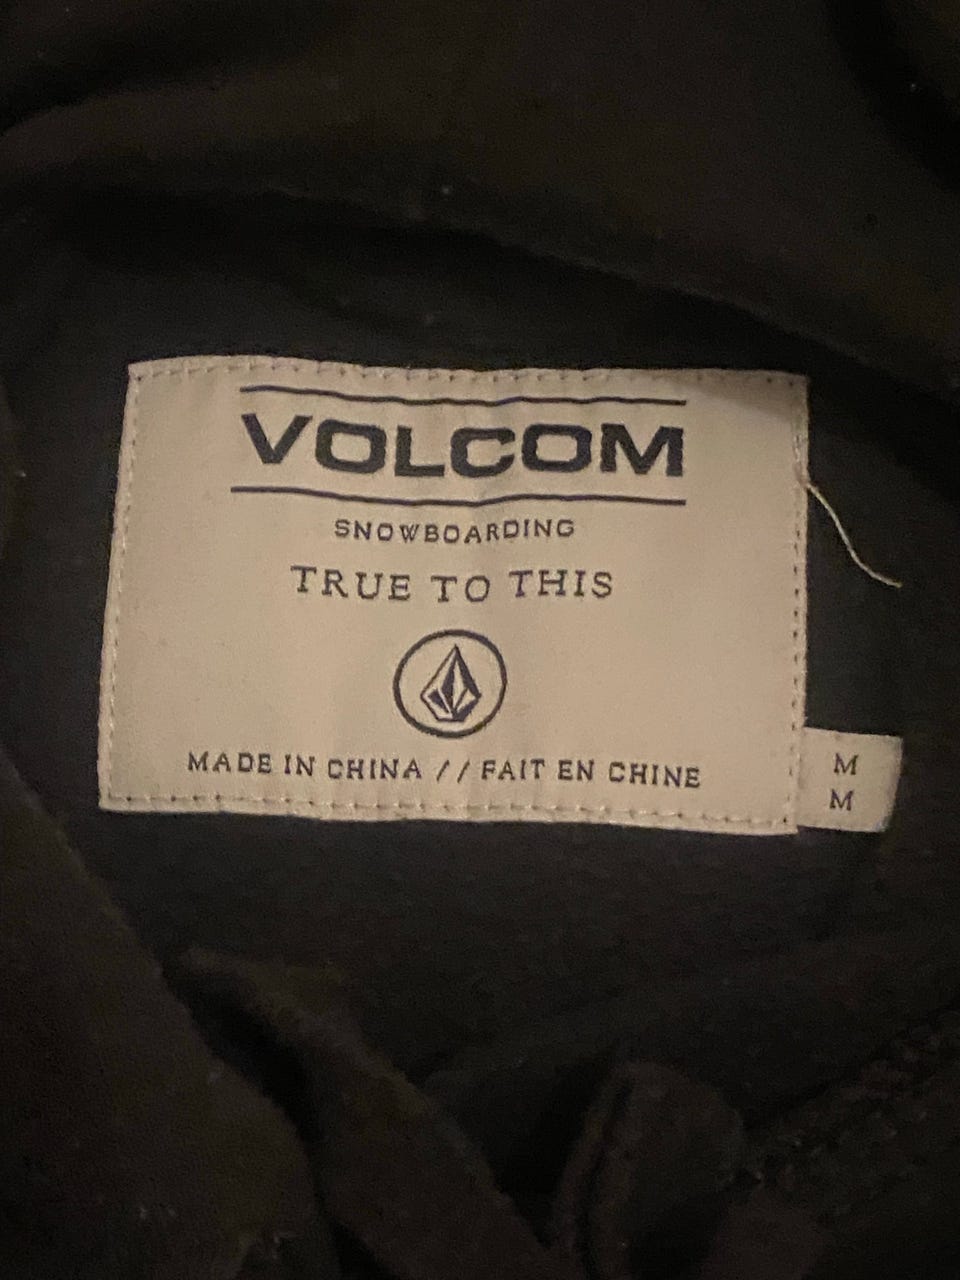 VOLCOM
SNOWBOARDING
TRUE TO THIS
MADE IN CHINA // FAIT EN CHINE
M
M